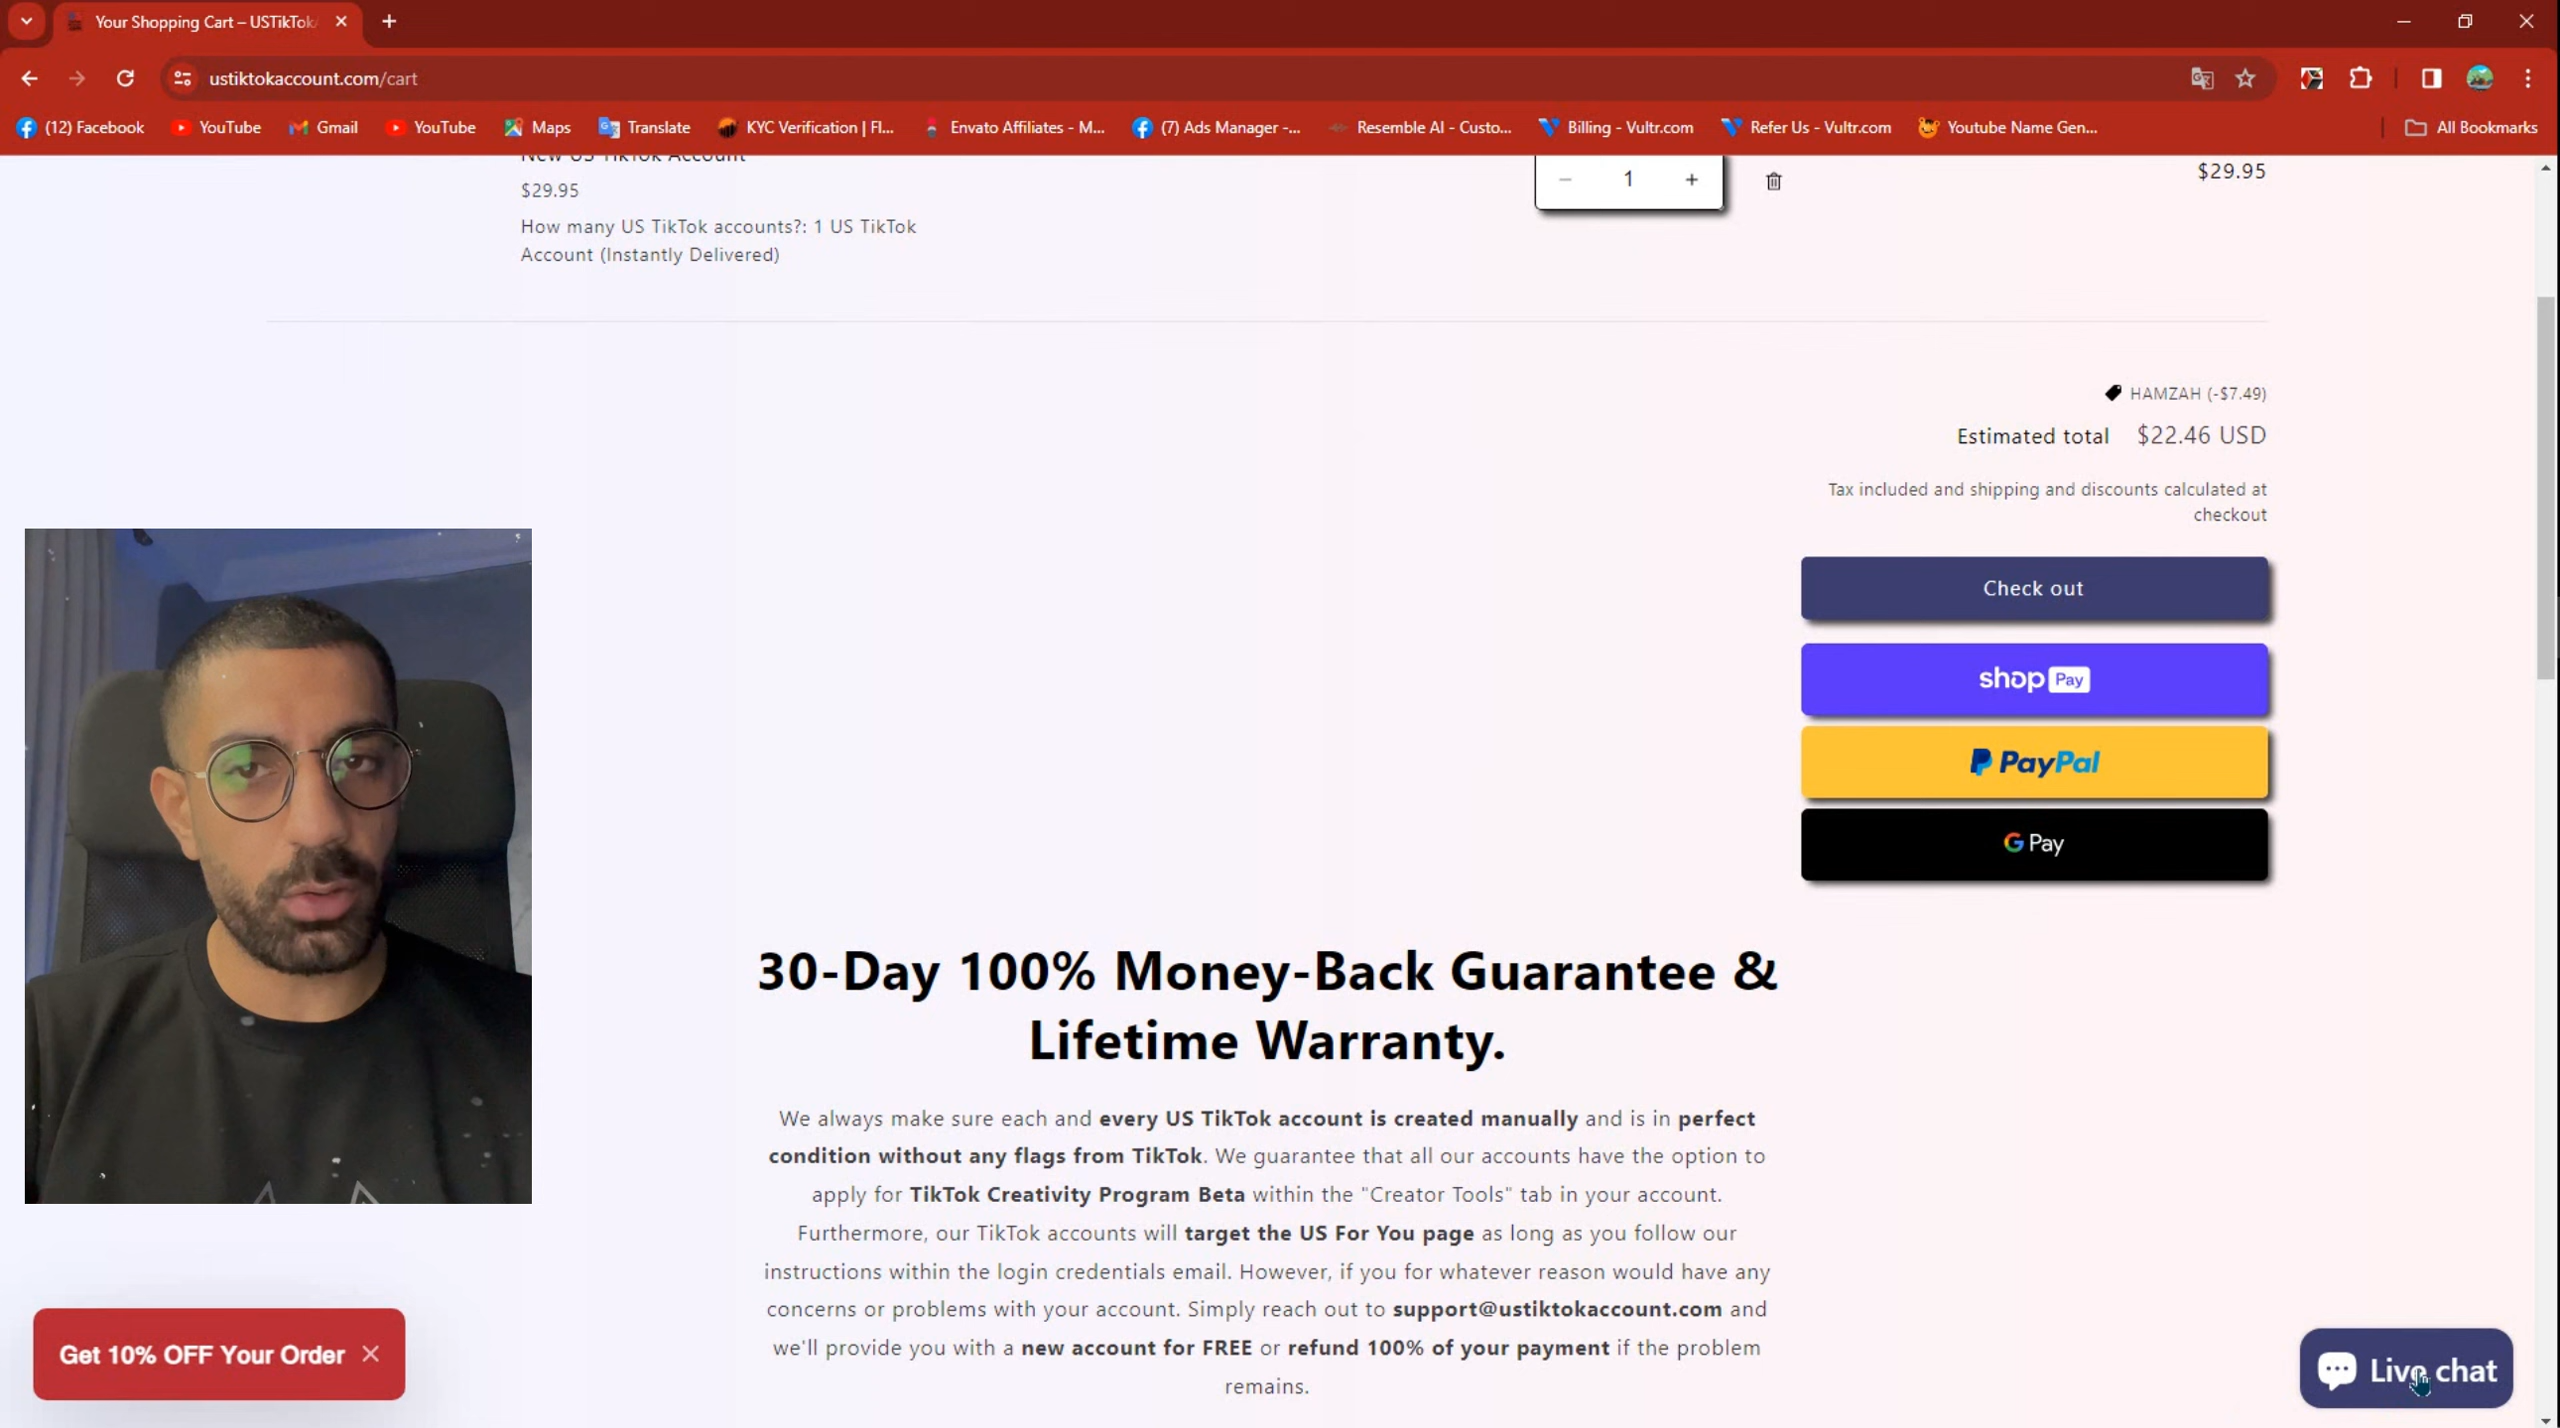 Your Shopping Cart – USTikTok
ustiktokaccount.com/cart
(12) Facebook
YouTube
Gmail
YouTube
Maps
Translate
KYC Verification | Fl...
Envato Affiliates - M...
(7) Ads Manager -...
Resemble AI - Custo...
Billing - Vultr.com
Refer Us - Vultr.com
Youtube Name Gen...
All Bookmarks
New US TikTok Account
$29.95
How many US TikTok accounts?: 1 US TikTok
Account (Instantly Delivered)
1
$29.95
HAMZAH (-$7.49)
Estimated total $22.46 USD
Tax included and shipping and discounts calculated at
checkout
Check out
shop Pay
PayPal
G Pay
30-Day 100% Money-Back Guarantee &
Lifetime Warranty.
We always make sure each and every US TikTok account is created manually and is in perfect
condition without any flags from TikTok. We guarantee that all our accounts have the option to
apply for TikTok Creativity Program Beta within the "Creator Tools" tab in your account.
Furthermore, our TikTok accounts will target the US For You page as long as you follow our
instructions within the login credentials email. However, if you for whatever reason would have any
concerns or problems with your account. Simply reach out to support@ustiktokaccount.com and
we'll provide you with a new account for FREE or refund 100% of your payment if the problem
remains.
Get 10% OFF Your Order
Live chat